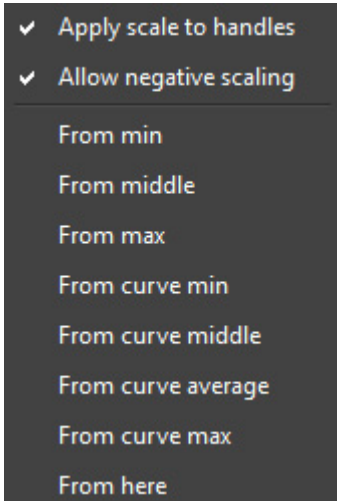 Apply scale to handles
Allow negative scaling
From min
From middle
From max
From curve min
From curve middle
From curve average
From curve max
From here